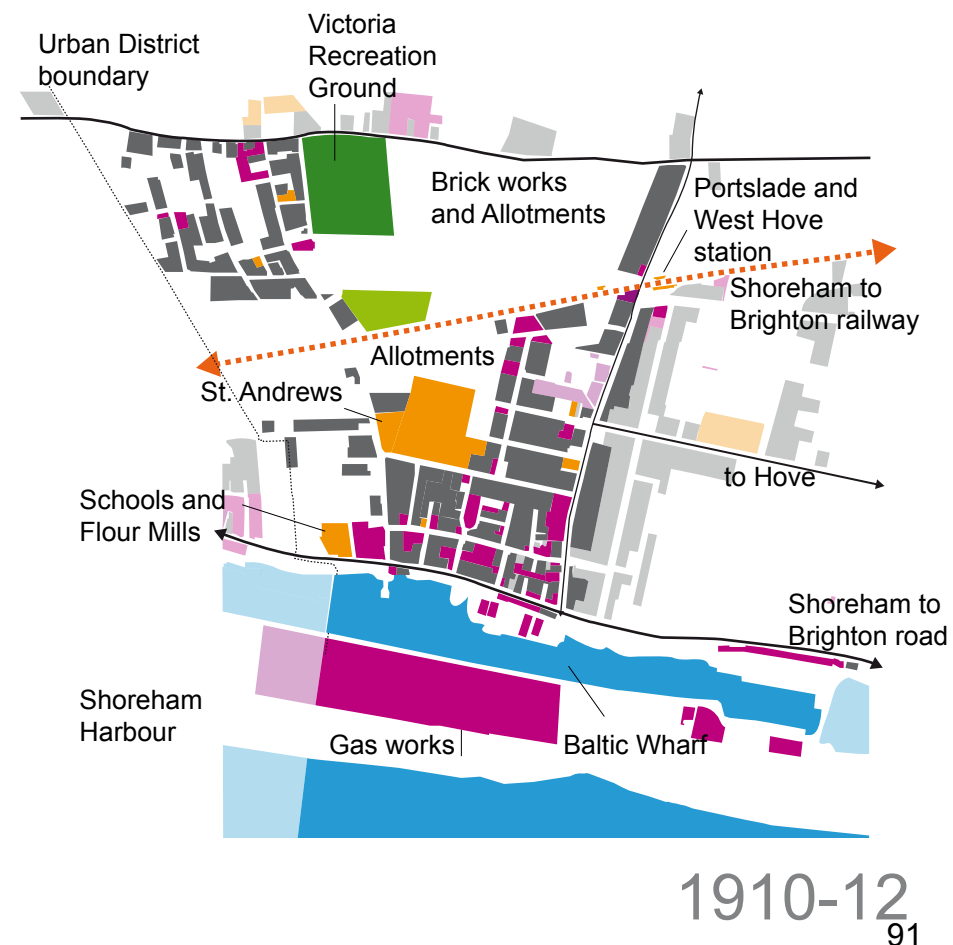 Urban District
boundary
Victoria
Recreation
Ground
Brick works
and Allotments
Portslade and
West Hove
station
Shoreham to
Brighton railway
Allotments
St. Andrews
to Hove
Schools and
Flour Mills
Shoreham to
Brighton road
Shoreham
Harbour
Gas works
Baltic Wharf
1910-12
91